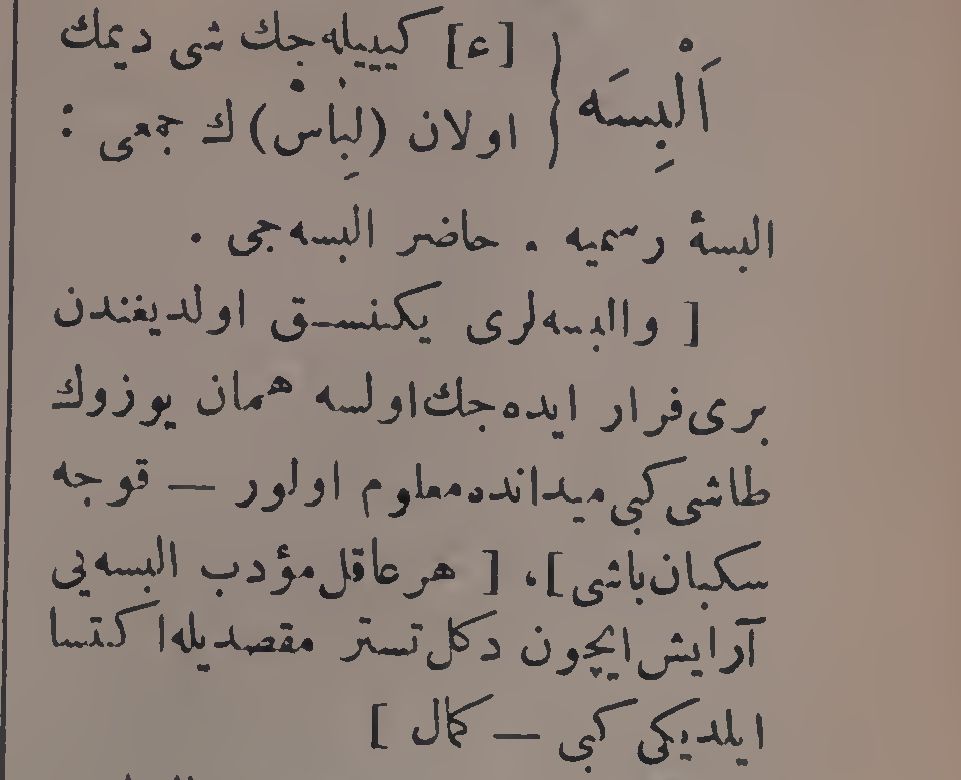 اَلْبِسَه { [ع] كيييله‌جك شى ديمك
اولان (لِبَاسْ) ك جمعى :
البسهٔ رسميه . حاضر البسه‌جى .
[ والبسه‌لرى يكنسق اولديغندن
برى فرار ايده‌جك اولسه همان يوزوك
طاشى كبى ميدانده معلوم اولور — قوجه
سكبان باشى ]، [ هر عاقل مؤدب البسه‌يى
آرايش ايچون دكل تستر مقصديله اكتسا
ايلديكى كبى — كمال ]